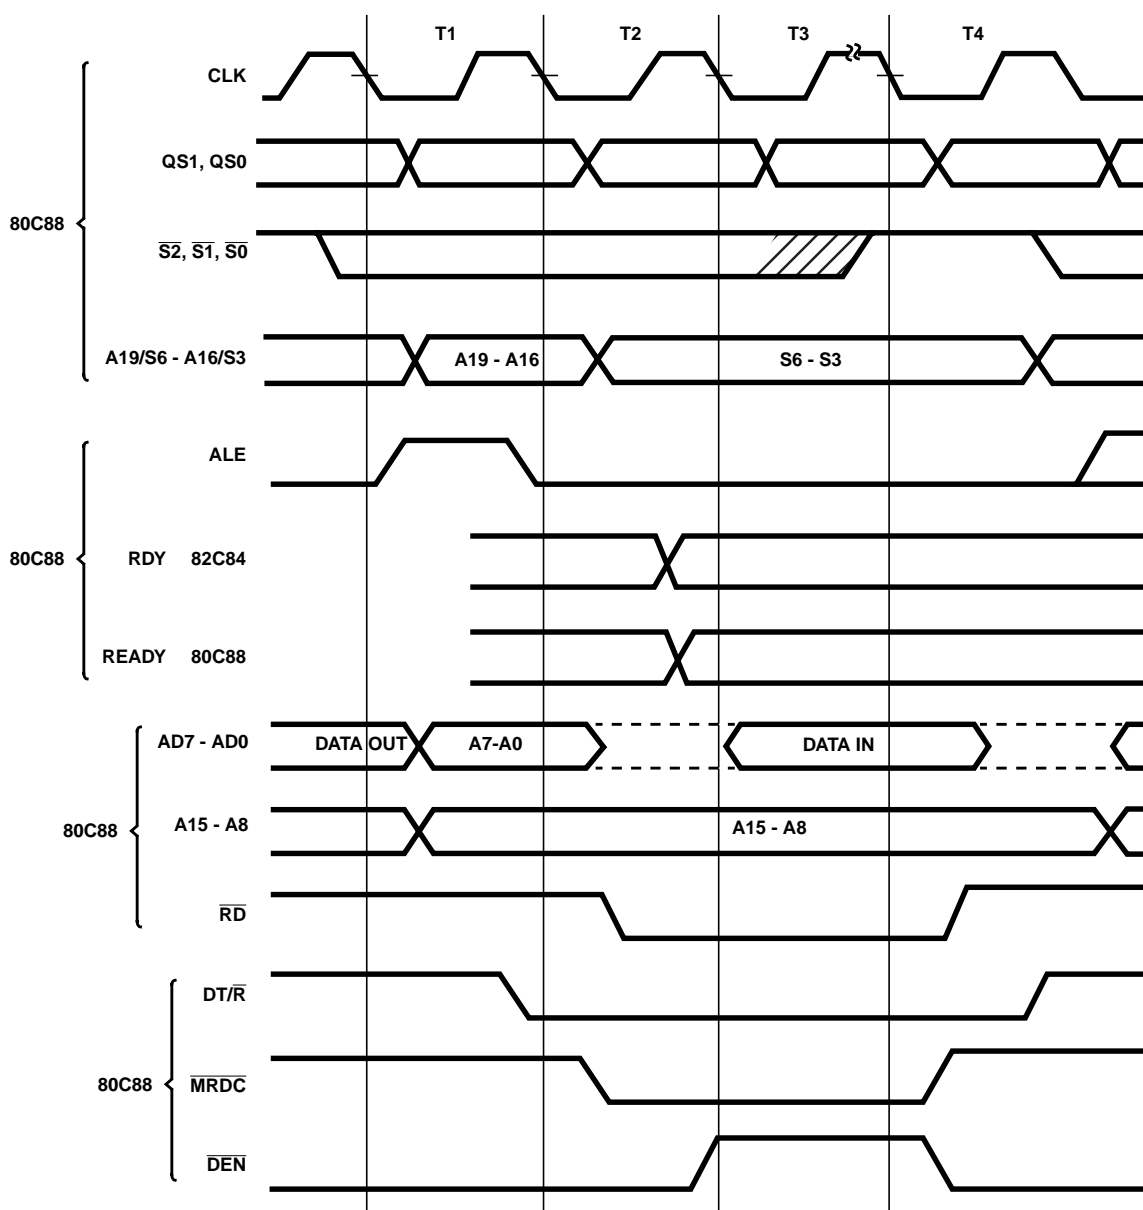 T1 T2 T3 T4
CLK
QS1, QS0
80C88
S2, S1, S0
A19/S6 - A16/S3
A19 - A16
S6 - S3
ALE
80C88
RDY 82C84
READY 80C88
AD7 - AD0
DATA OUT
A7-A0
DATA IN
80C88
A15 - A8
A15 - A8
RD
DT/R
80C88
MRDC
DEN